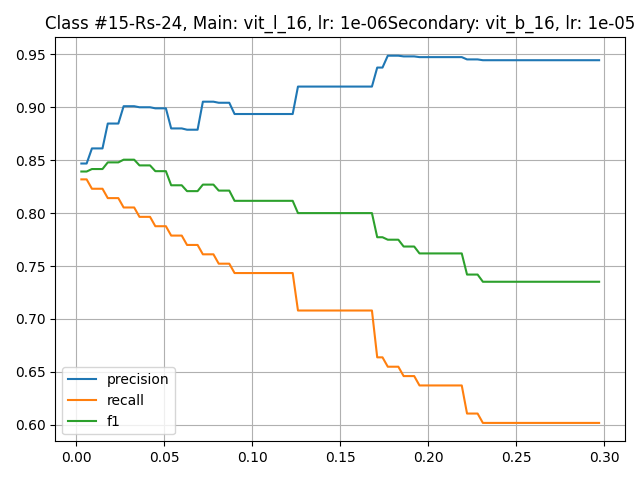 Class #15-Rs-24, Main: vit_l_16, lr: 1e-06Secondary: vit_b_16, lr: 1e-05
0.95
0.90
0.85
0.80
0.75
0.70
0.65
0.60
precision
recall
f1
0.00 0.05 0.10 0.15 0.20 0.25 0.30